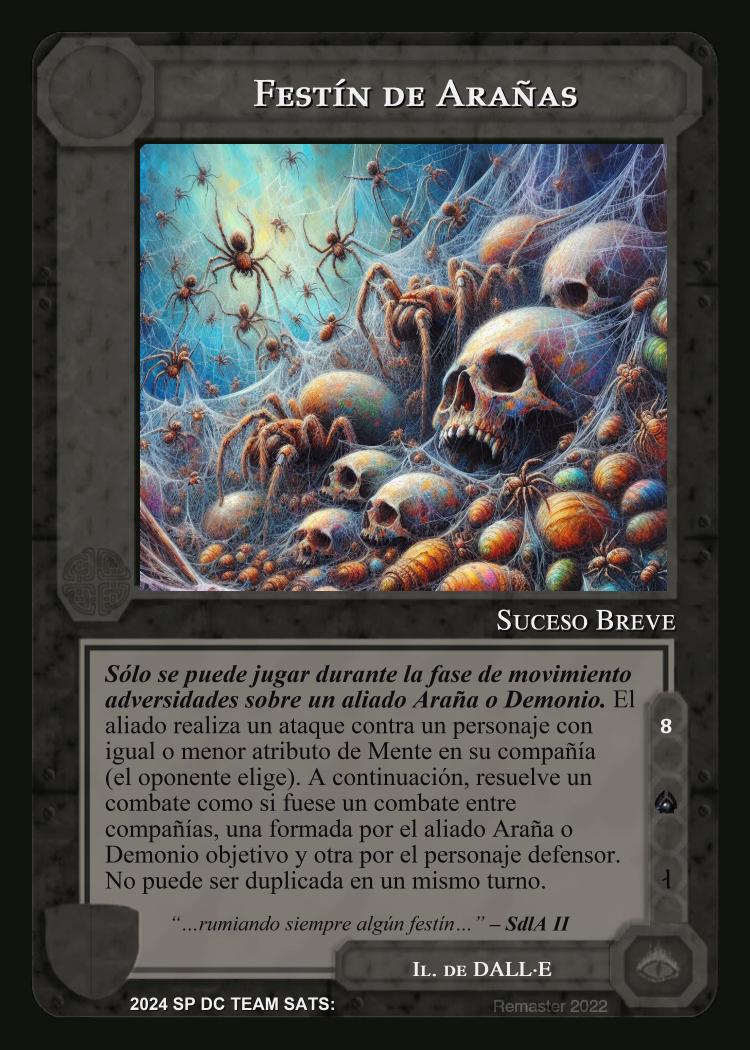 Festín de Arañas
Suceso Breve
Sólo se puede jugar durante la fase de movimiento
adversidades sobre un aliado Araña o Demonio. El
aliado realiza un ataque contra un personaje con
igual o menor atributo de Mente en su compañía
(el oponente elige). A continuación, resuelve un
combate como si fuese un combate entre
compañías, una formada por el aliado Araña o
Demonio objetivo y otra por el personaje defensor.
No puede ser duplicada en un mismo turno.
8
“...rumiando siempre algún festín...” – SdlA II
Il. de DALL·E
2024 SP DC TEAM SATS:
Remaster 2022